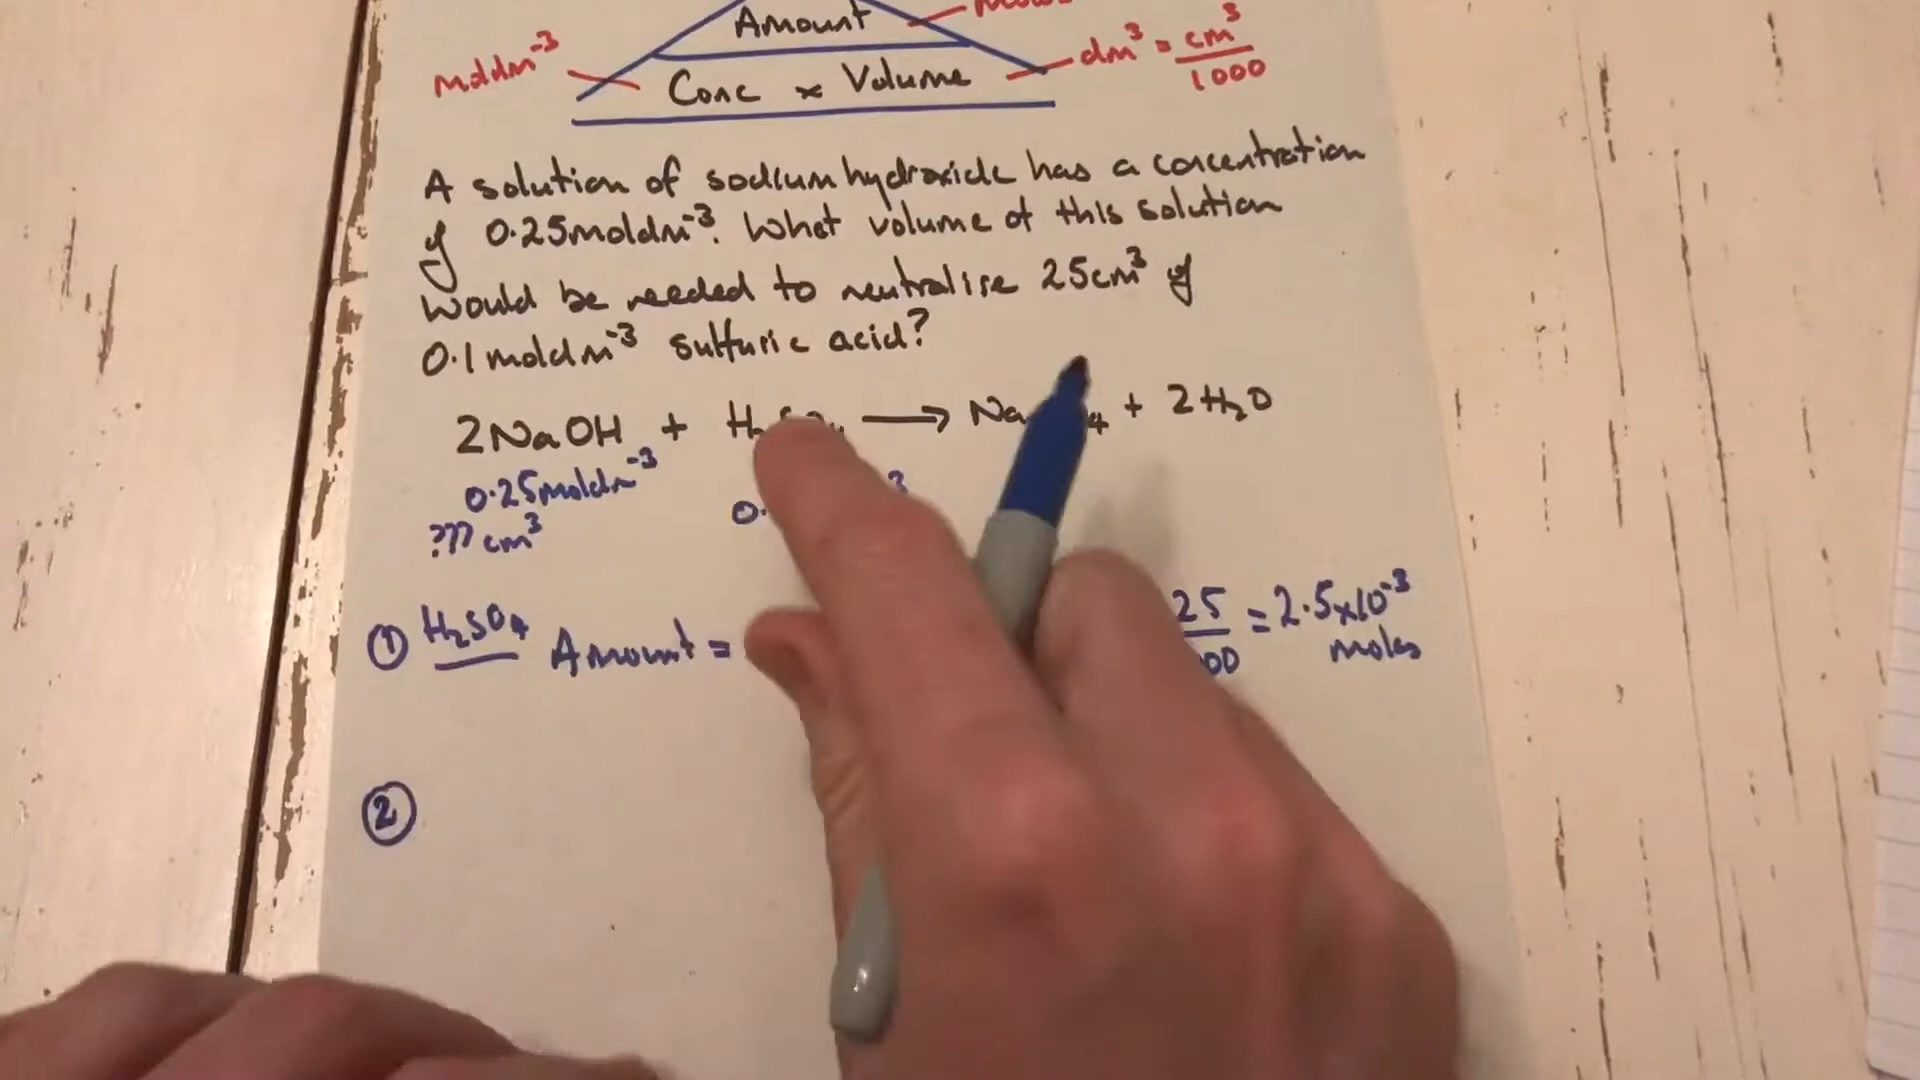 Amount
moldm⁻³
Conc × Volume
dm³ = cm³
1000
A solution of sodium hydroxide has a concentration
of 0.25moldm⁻³. What volume of this solution
would be needed to neutralise 25cm³ of
0.1moldm⁻³ sulfuric acid?
2NaOH + → + 2H₂O
0.25moldm⁻³
??? cm³
① H₂SO₄ Amount = 25 = 2.5x10⁻³
moles
②